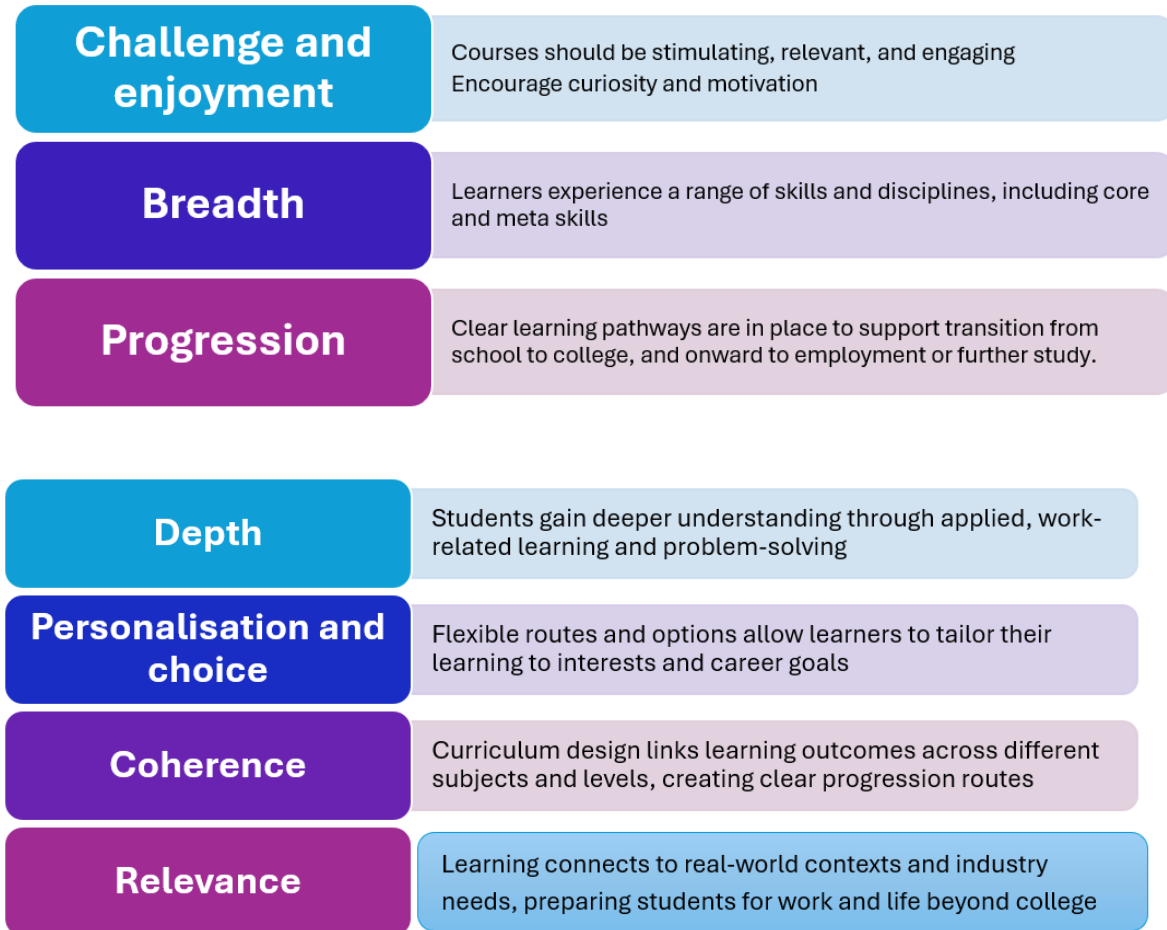 Challenge and
enjoyment
Courses should be stimulating, relevant, and engaging
Encourage curiosity and motivation
Breadth
Learners experience a range of skills and disciplines, including core
and meta skills
Progression
Clear learning pathways are in place to support transition from
school to college, and onward to employment or further study.
Depth
Students gain deeper understanding through applied, work-
related learning and problem-solving
Personalisation and
choice
Flexible routes and options allow learners to tailor their
learning to interests and career goals
Coherence
Curriculum design links learning outcomes across different
subjects and levels, creating clear progression routes
Relevance
Learning connects to real-world contexts and industry
needs, preparing students for work and life beyond college